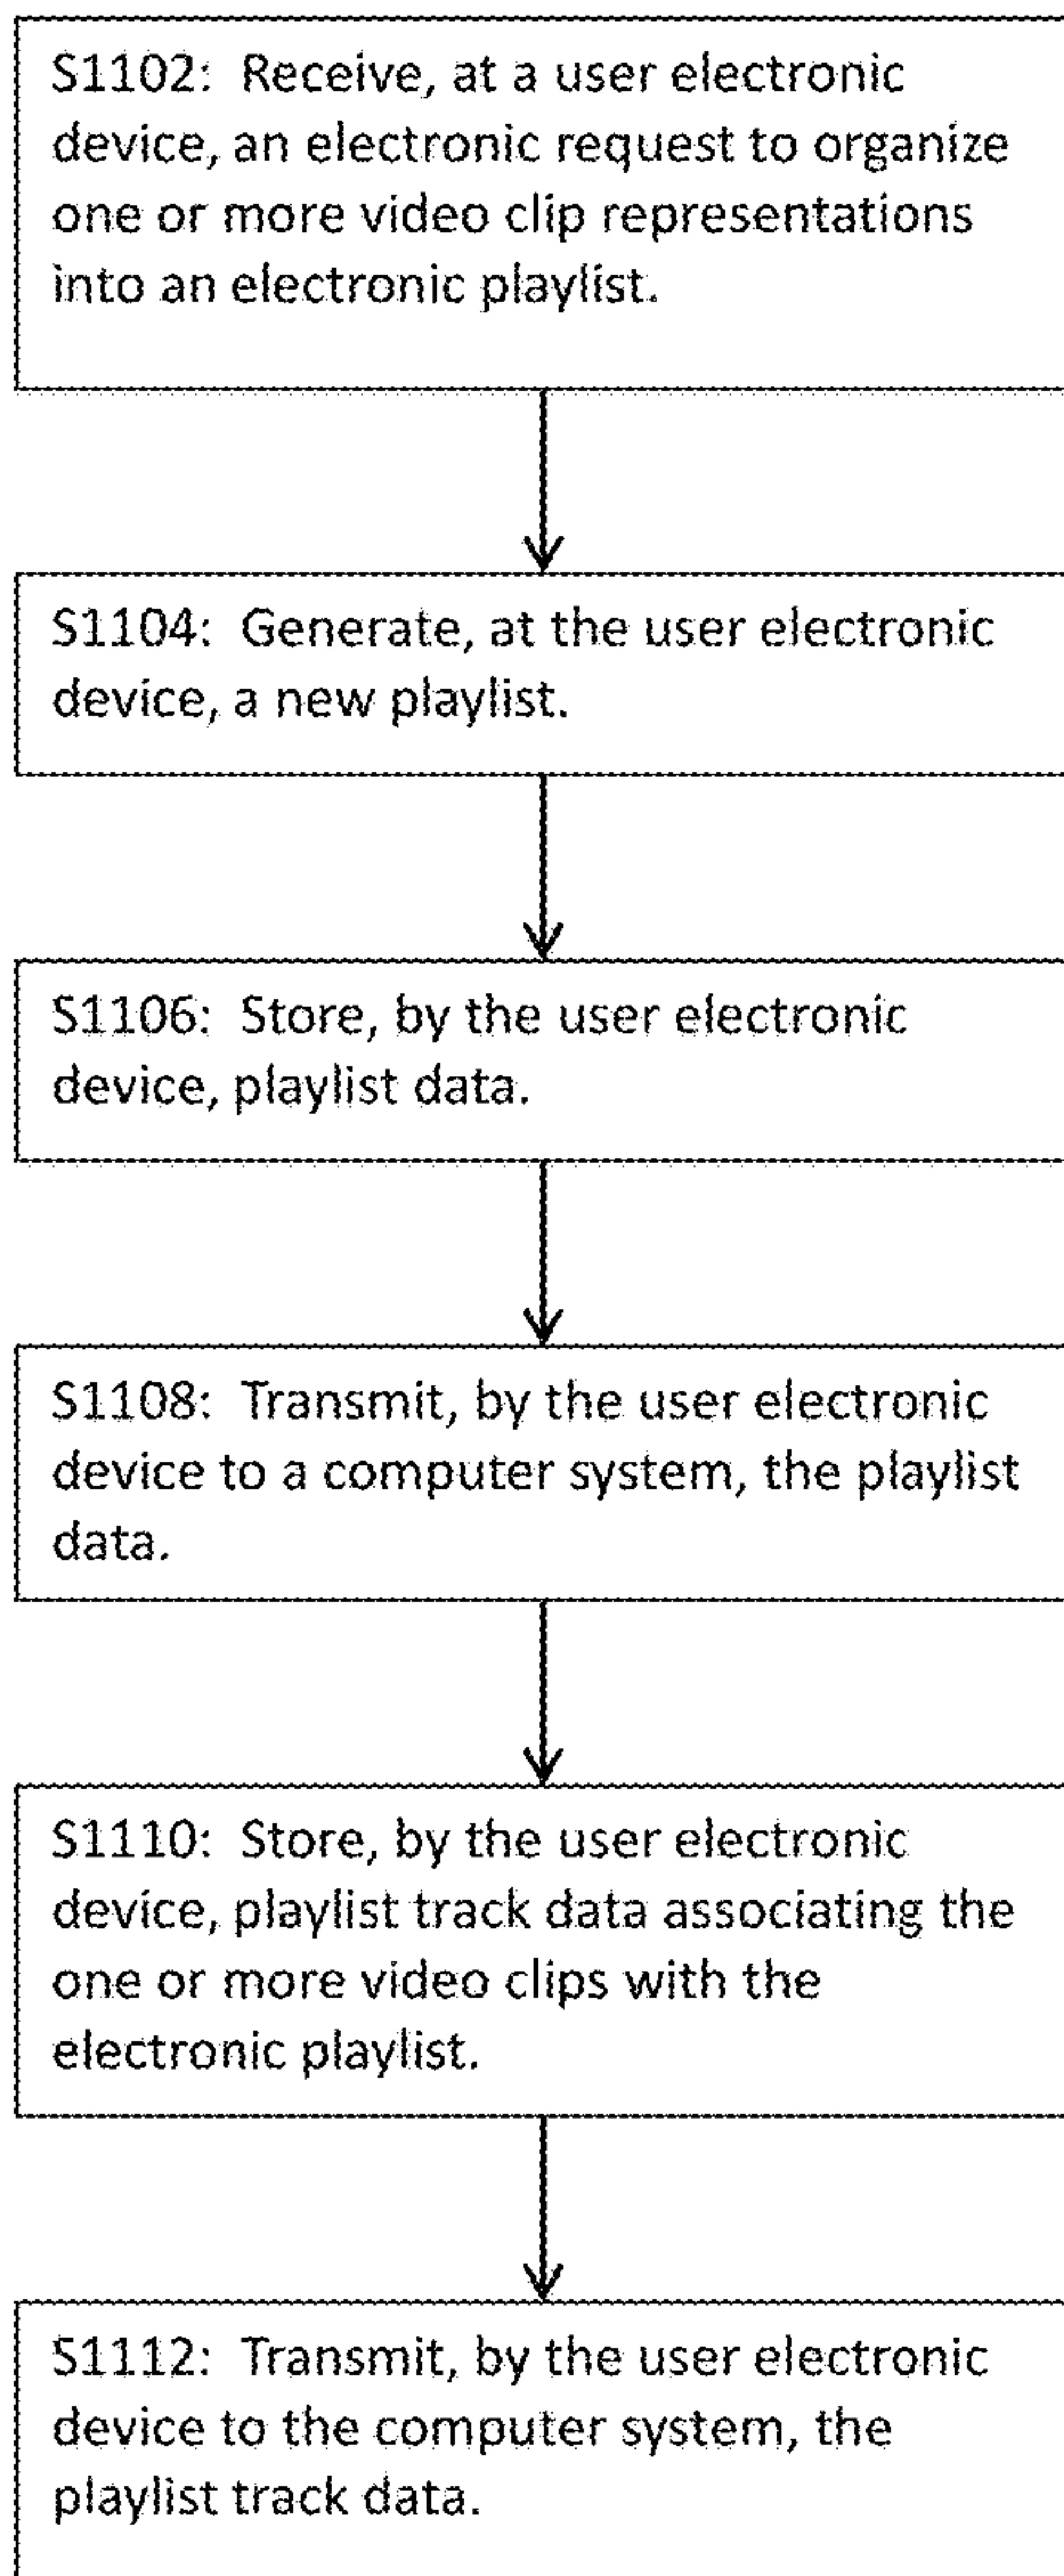 S1102: Receive, at a user electronic
device, an electronic request to organize
one or more video clip representations
into an electronic playlist.
S1104: Generate, at the user electronic
device, a new playlist.
S1106: Store, by the user electronic
device, playlist data.
S1108: Transmit, by the user electronic
device to a computer system, the playlist
data.
S1110: Store, by the user electronic
device, playlist track data associating the
one or more video clips with the
electronic playlist.
S1112: Transmit, by the user electronic
device to the computer system, the
playlist track data.